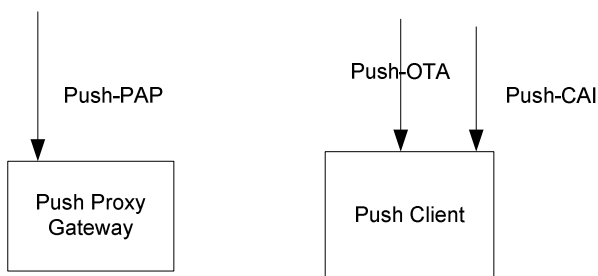 Push-PAP
Push-OTA
Push-CAI
Push Proxy
Gateway
Push Client